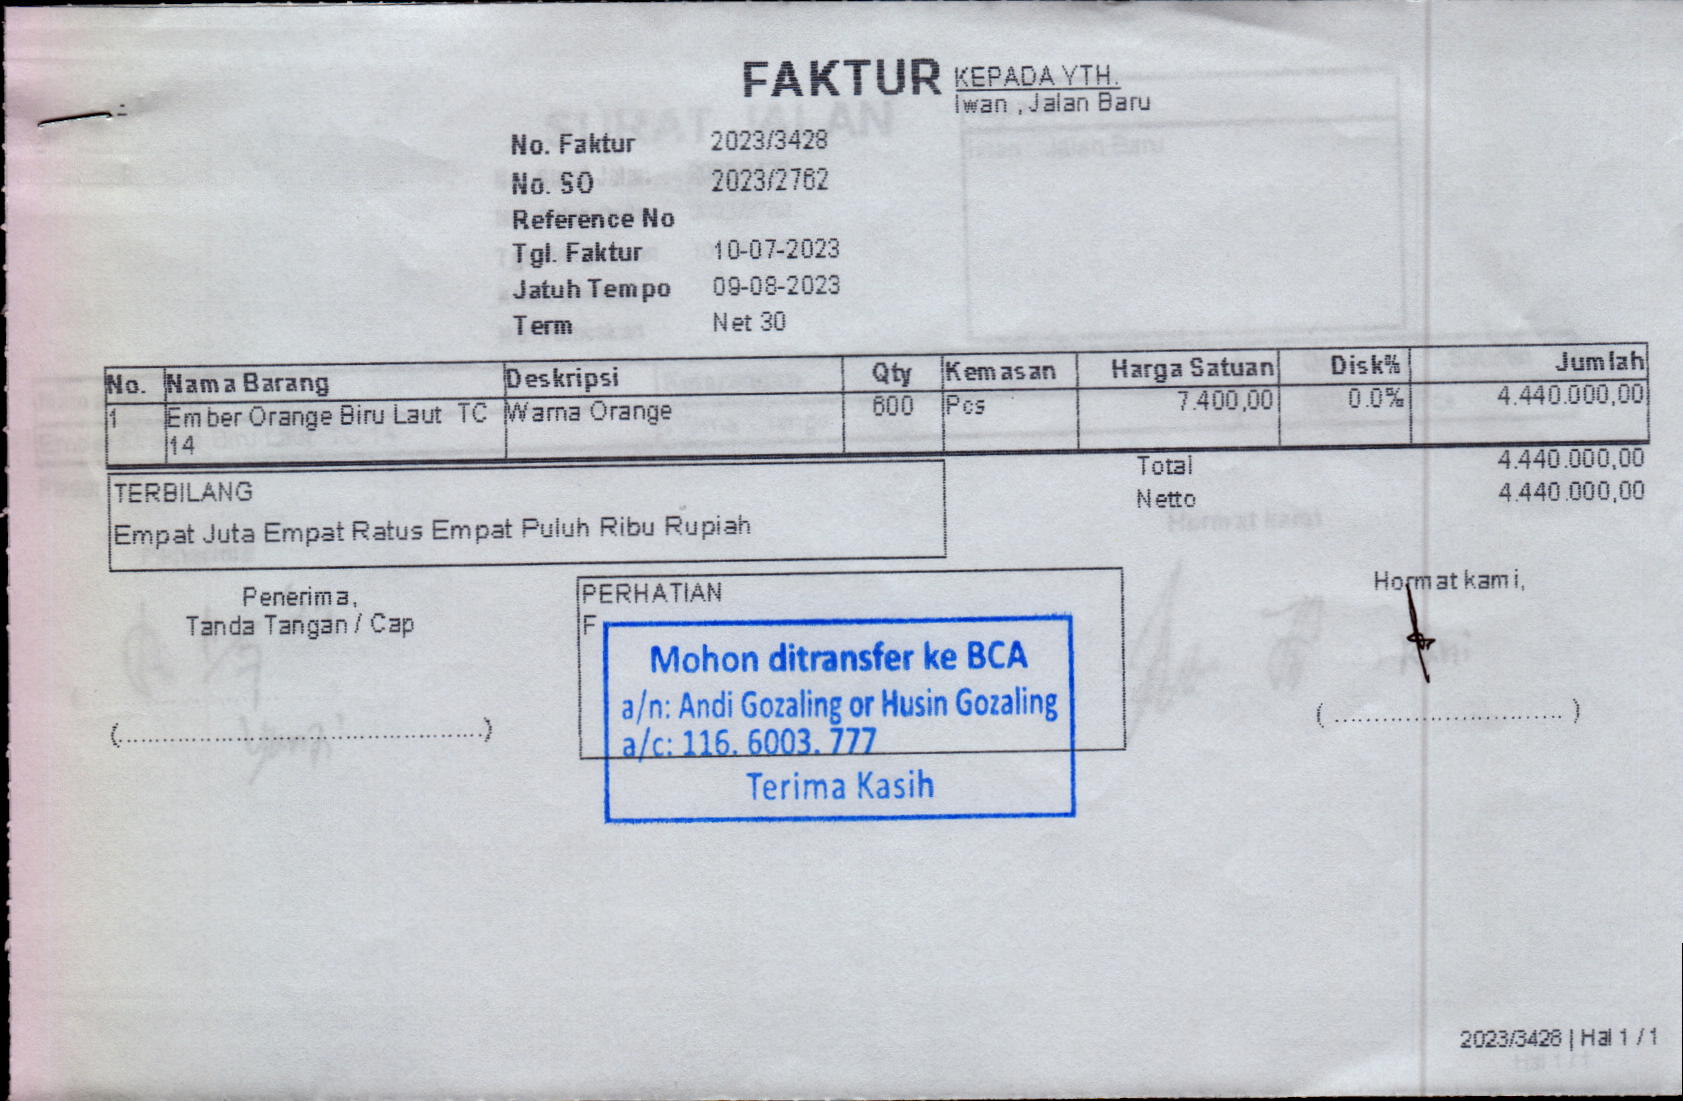 FAKTUR
KEPADA YTH.
Iwan , Jalan Baru
No. Faktur 2023/3428
No. SO 2023/2762
Reference No
Tgl. Faktur 10-07-2023
Jatuh Tempo 09-08-2023
Term Net 30
No. Nama Barang Deskripsi Qty Kemasan Harga Satuan Disk% Jumlah
1 Ember Orange Biru Laut TC Warna Orange 600 Pcs 7.400,00 0.0% 4.440.000,00
14
Total 4.440.000,00
Netto 4.440.000,00
TERBILANG
Empat Juta Empat Ratus Empat Puluh Ribu Rupiah
Penerima,
Tanda Tangan / Cap
(....................................................)
PERHATIAN
F
Mohon ditransfer ke BCA
a/n: Andi Gozaling or Husin Gozaling
a/c: 116. 6003. 777
Terima Kasih
Hormat kami,
( ................................ )
2023/3428 | Hal 1 / 1